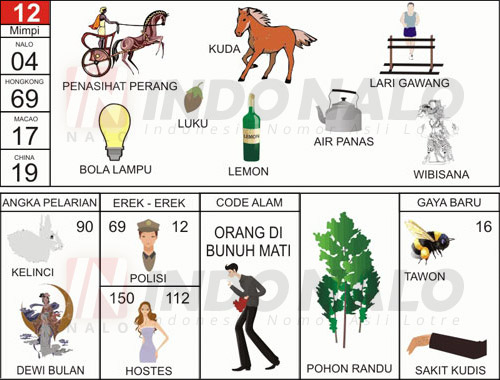 12
Mimpi
NALO
04
HONGKONG
69
MACAO
17
CHINA
19
PENASIHAT PERANG
KUDA
LARI GAWANG
LUKU
AIR PANAS
BOLA LAMPU
LEMON
WIBISANA
INDONALO
NALO
Indonesia Nomor Asli Lotre
ANGKA PELARIAN
90
KELINCI
DEWI BULAN
EREK - EREK
69 12
POLISI
150 112
HOSTES
CODE ALAM
ORANG DI
BUNUH MATI
POHON RANDU
GAYA BARU
16
TAWON
SAKIT KUDIS
INDONALO
NALO
Indonesia Nomor Asli Lotre